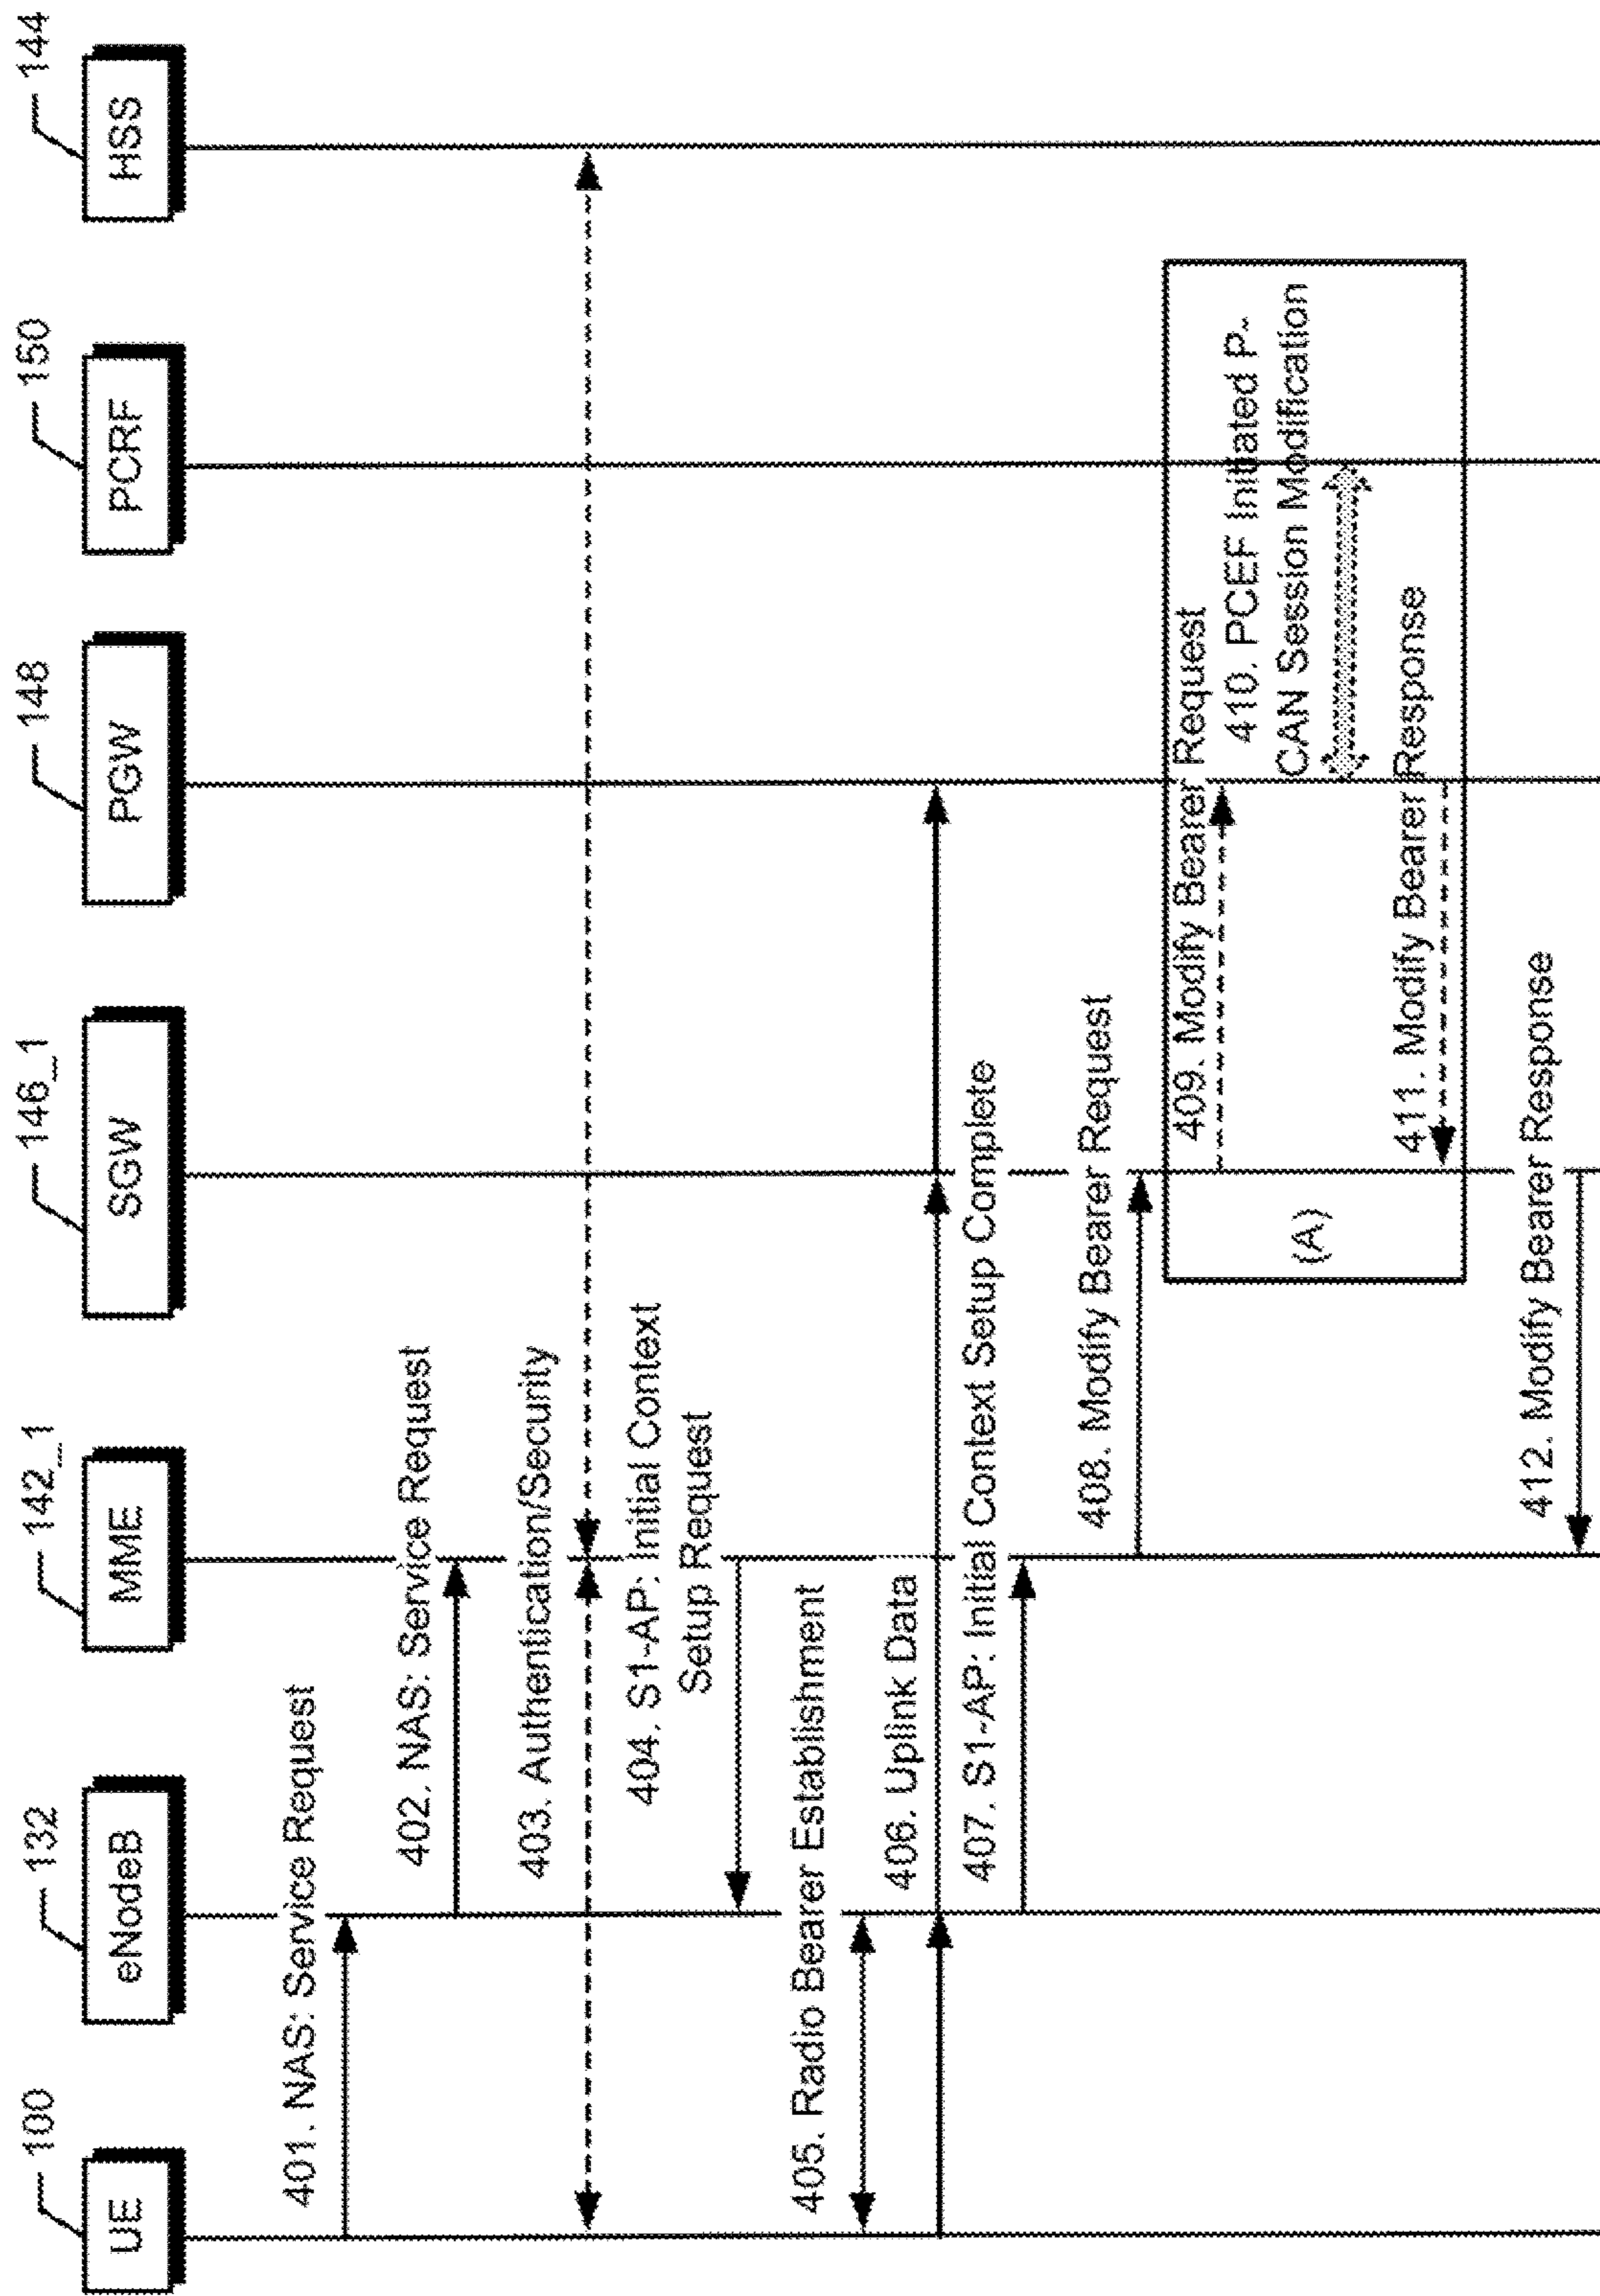 100
132
142_1
146_1
148
150
144
UE
eNodeB
MME
SGW
PGW
PCRF
HSS
401. NAS: Service Request
402. NAS: Service Request
403. Authentication/Security
404. S1-AP: Initial Context
Setup Request
405. Radio Bearer Establishment
406. Uplink Data
407. S1-AP: Initial Context Setup Complete
408. Modify Bearer Request
409. Modify Bearer Request
410. PCEF Initiated P-
CAN Session Modification
(A)
411. Modify Bearer Response
412. Modify Bearer Response